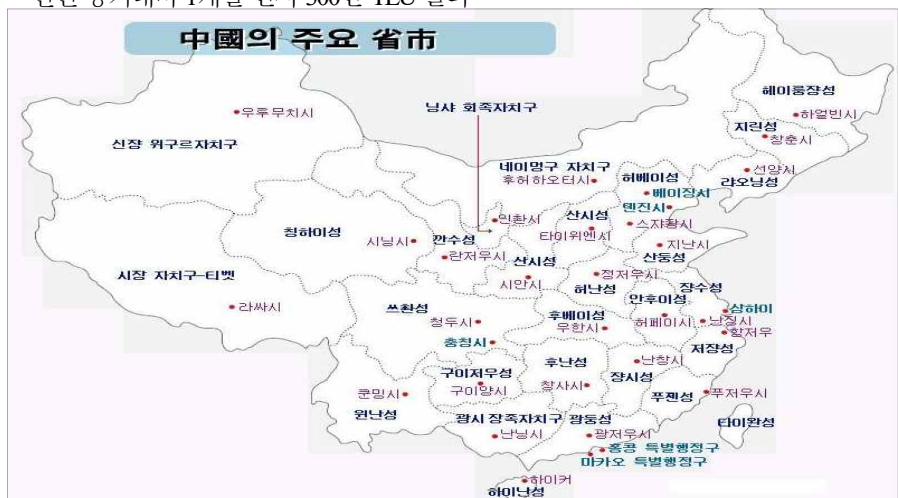 中國의 주요 省市
헤이룽쟝성
하얼빈시
지린성
창춘시
선양시
랴오닝성
우루무치시
신쟝 위구르자치구
닝샤 회족자치구
네이멍구 자치구
후허하오터시
허베이성
베이징시
톈진시
스쟈좡시
지난시
산둥성
산시성
타이위엔시
인촨시
깐수성
란저우시
칭하이성
시닝시
산시성
시안시
정저우시
허난성
쟝수성
안후이성
허페이시
샹하이
난징시
항저우
저쟝성
시장 자치구-티벳
라싸시
쓰촨성
청두시
충칭시
후베이성
우한시
후난성
창사시
난창시
쟝시성
푸젠성
푸저우시
타이완성
구이저우성
구이양시
쿤밍시
윈난성
광시 장족자치구
난닝시
광둥성
광저우시
홍콩 특별행정구
마카오 특별행정구
하이커
하이난성